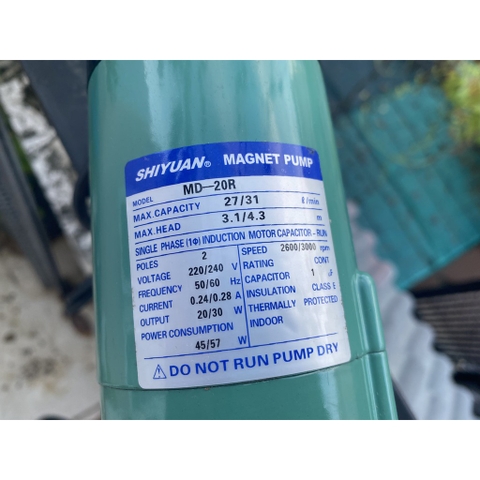 SHIYUAN® MAGNET PUMP
MODEL MD-20R
MAX.CAPACITY 27/31 ℓ/min
MAX.HEAD 3.1/4.3 m
SINGLE PHASE (1Φ) INDUCTION MOTOR CAPACITOR-RUN
POLES 2 SPEED 2600/3000 rpm
VOLTAGE 220/240 V RATING CONT
FREQUENCY 50/60 Hz CAPACITOR 1 μF
CURRENT 0.24/0.28 A INSULATION CLASS E
OUTPUT 20/30 W THERMALLY PROTECTED
POWER CONSUMPTION INDOOR
45/57 W
⚠ DO NOT RUN PUMP DRY